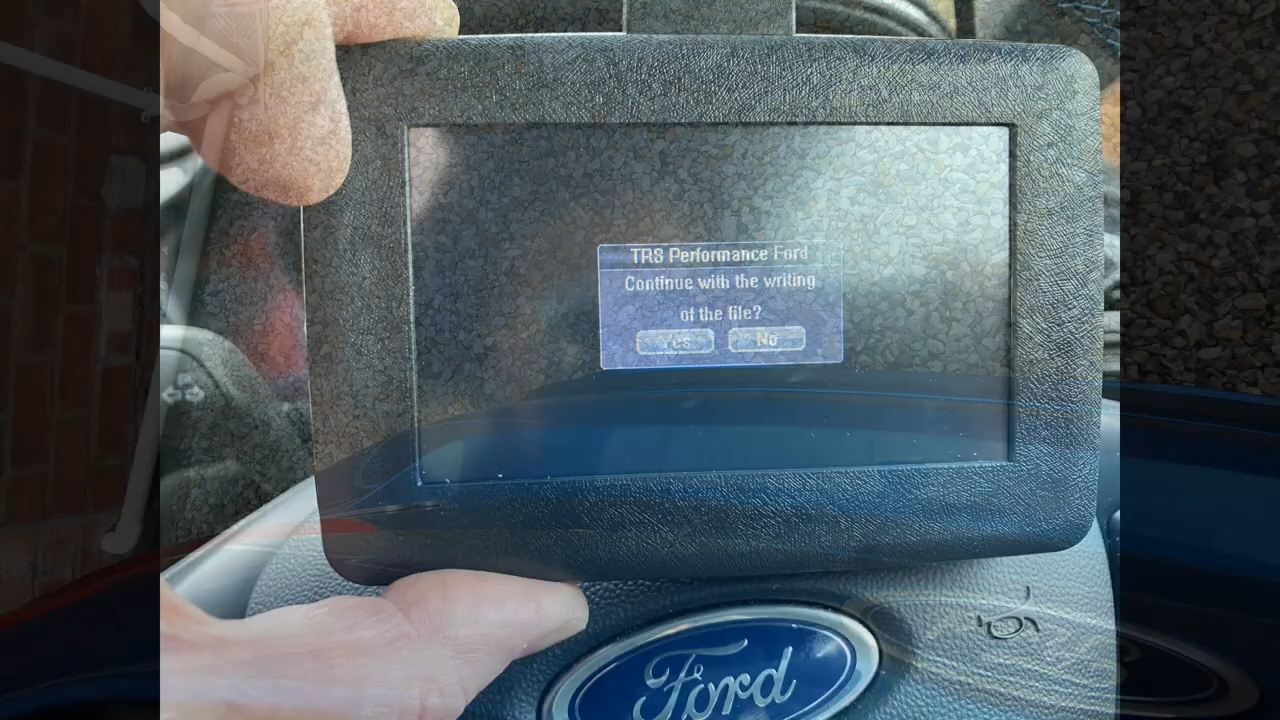 TRS Performance Ford
Continue with the writing
of the file?
Yes No
Ford